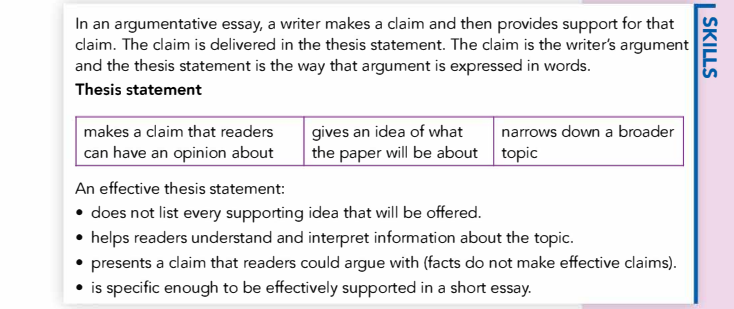 In an argumentative essay, a writer makes a claim and then provides support for that
claim. The claim is delivered in the thesis statement. The claim is the writer's argument
and the thesis statement is the way that argument is expressed in words.
Thesis statement
makes a claim that readers
can have an opinion about
gives an idea of what
the paper will be about
narrows down a broader
topic
An effective thesis statement:
• does not list every supporting idea that will be offered.
• helps readers understand and interpret information about the topic.
• presents a claim that readers could argue with (facts do not make effective claims).
• is specific enough to be effectively supported in a short essay.
SKILLS